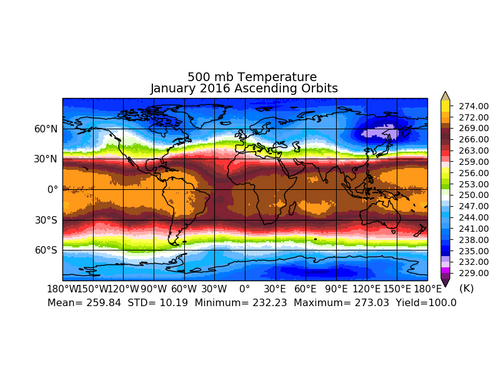 500 mb Temperature
January 2016 Ascending Orbits
60°N
30°N
0°
30°S
60°S
180°W 150°W 120°W 90°W 60°W 30°W 0° 30°E 60°E 90°E 120°E 150°E 180°E
274.00
272.00
269.00
266.00
263.00
260.00
259.00
256.00
253.00
250.00
247.00
244.00
241.00
238.00
235.00
232.00
229.00
(K)
Mean= 259.84 STD= 10.19 Minimum= 232.23 Maximum= 273.03 Yield=100.0